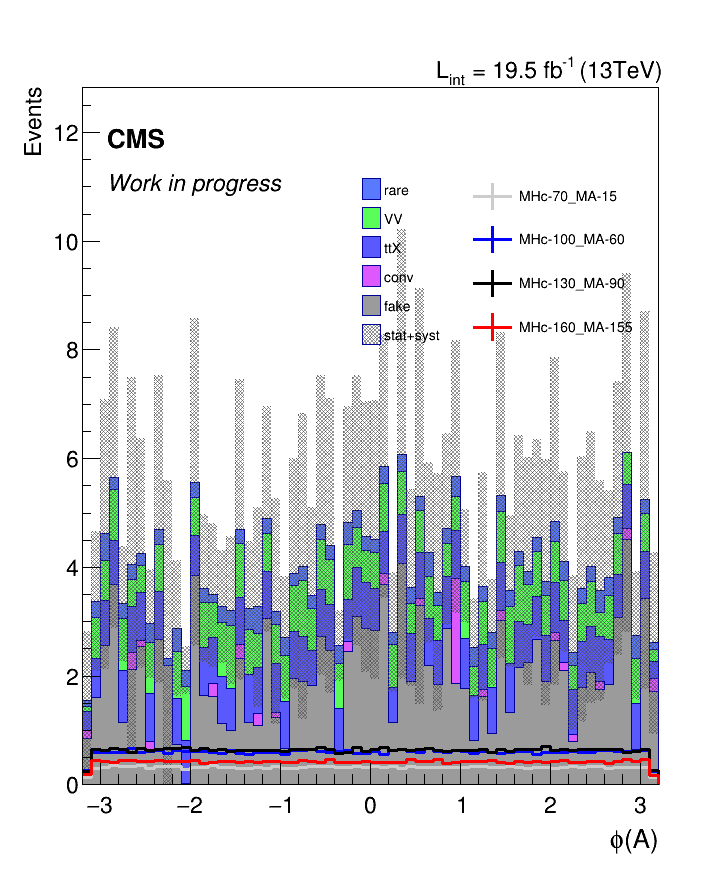 L_int = 19.5 fb^-1 (13TeV)
Events
CMS
Work in progress
rare
VV
ttX
conv
fake
stat+syst
MHc-70_MA-15
MHc-100_MA-60
MHc-130_MA-90
MHc-160_MA-155
12
10
8
6
4
2
0
−3 −2 −1 0 1 2 3
ϕ(A)